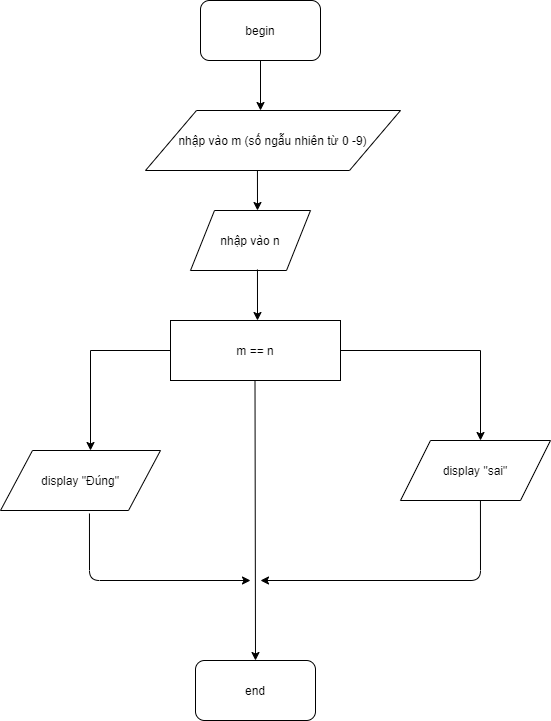 begin
nhập vào m (số ngẫu nhiên từ 0 -9)
nhập vào n
m == n
display "Đúng"
display "sai"
end